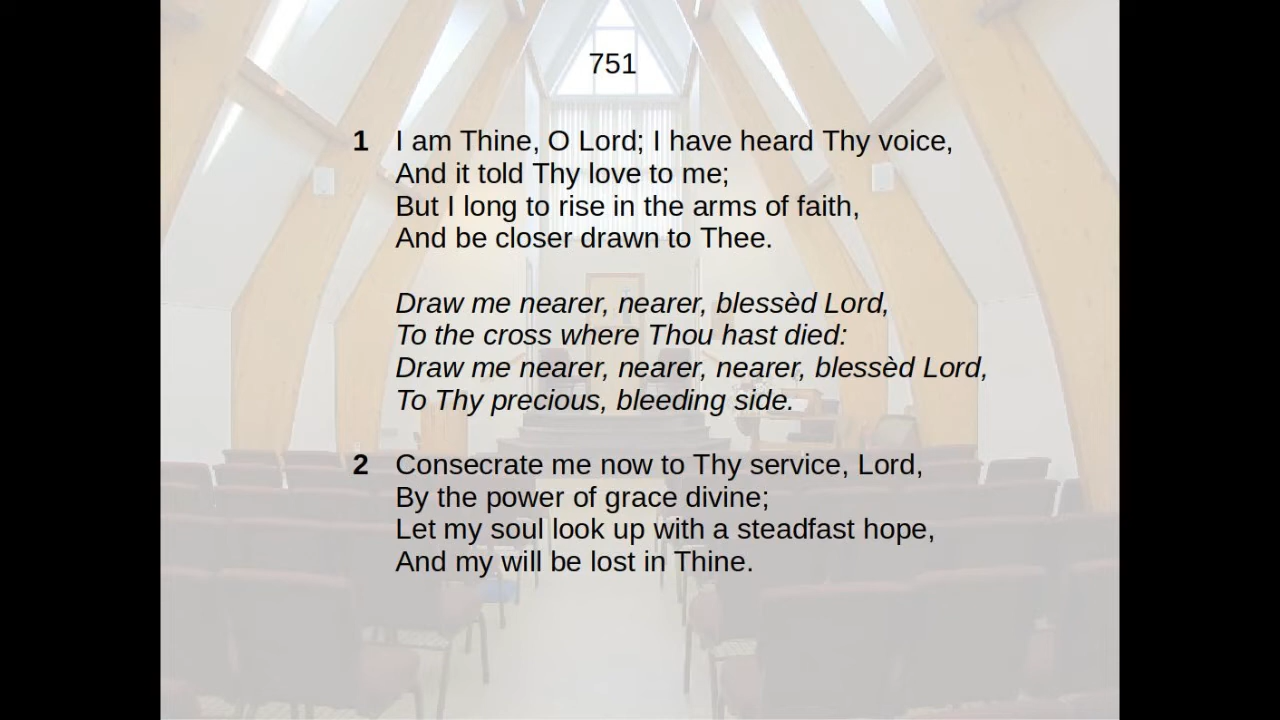 751
1 I am Thine, O Lord; I have heard Thy voice,
And it told Thy love to me;
But I long to rise in the arms of faith,
And be closer drawn to Thee.
Draw me nearer, nearer, blessèd Lord,
To the cross where Thou hast died:
Draw me nearer, nearer, nearer, blessèd Lord,
To Thy precious, bleeding side.
2 Consecrate me now to Thy service, Lord,
By the power of grace divine;
Let my soul look up with a steadfast hope,
And my will be lost in Thine.